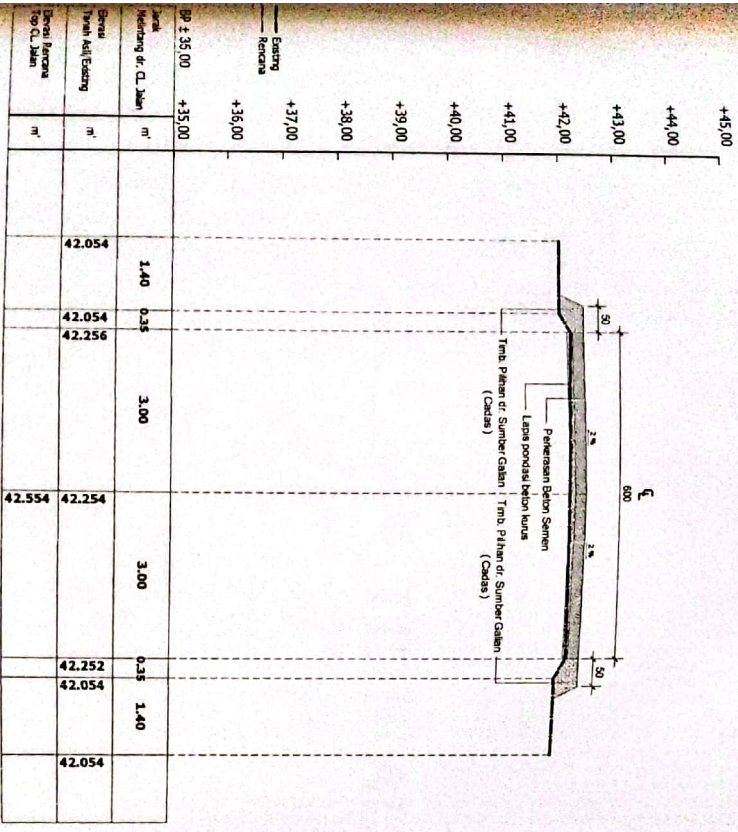 +45,00
+44,00
+43,00
+42,00
+41,00
+40,00
+39,00
+38,00
+37,00
+36,00
+35,00
BP ± 35,00
Existing
Rencana
℄
600
50
50
2%
2%
Perkerasan Beton Semen
Lapis pondasi beton kurus
Timb. Pilihan dr. Sumber Galian
(Cadas)
Timb. Pilihan dr. Sumber Galian
(Cadas)
Jarak
Melintang dr. CL. Jalan m'
1.40 0.35 3.00 3.00 0.35 1.40
Elevasi
Tanah Asli/Existing m'
42.054 42.054 42.256 42.254 42.252 42.054 42.054
Elevasi Rencana
Top CL. Jalan m'
42.554